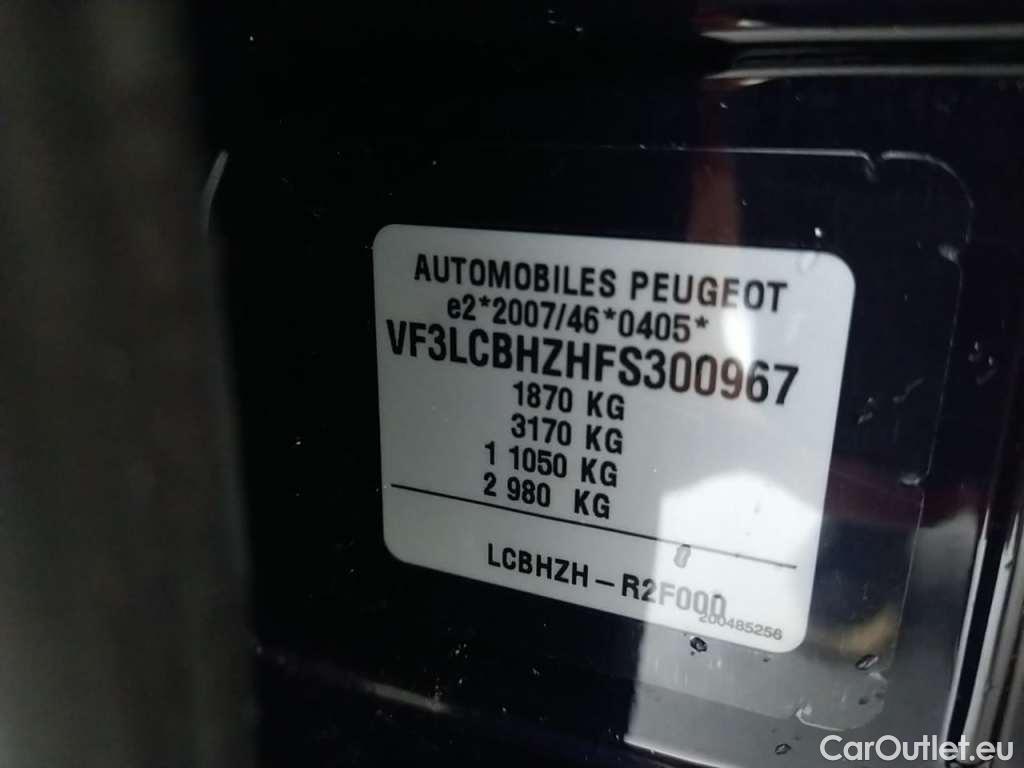 AUTOMOBILES PEUGEOT
e2*2007/46*0405*
VF3LCBHZHFS300967
1870 KG
3170 KG
1 1050 KG
2 980 KG
LCBHZH – R2F000
200485256
CarOutlet.eu